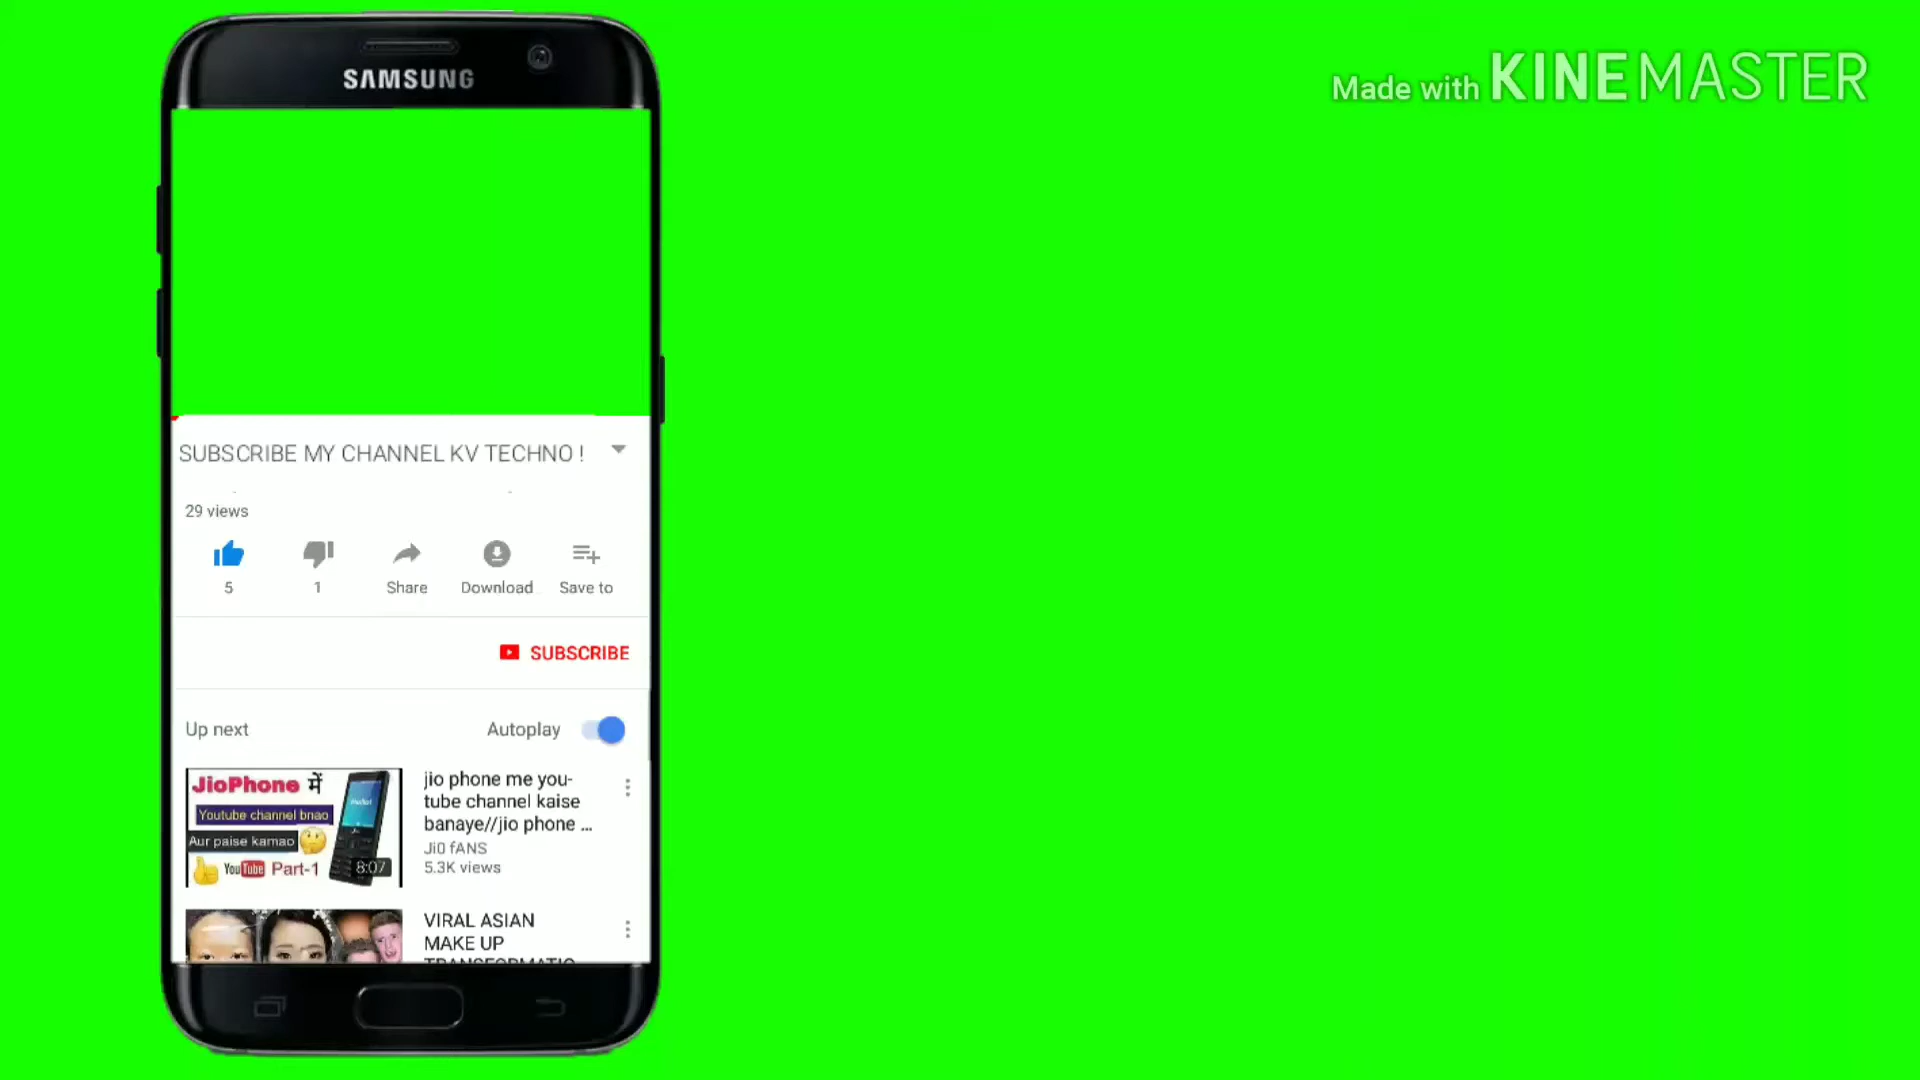 SAMSUNG
Made with KINEMASTER
SUBSCRIBE MY CHANNEL KV TECHNO !
29 views
5
1
Share
Download
Save to
SUBSCRIBE
Up next
Autoplay
JioPhone में
Youtube channel bnao
Aur paise kamao
YouTube Part-1
8:07
jio phone me you-
tube channel kaise
banaye//jio phone ...
Ji0 fANS
5.3K views
VIRAL ASIAN
MAKE UP
TRANSFORMATIO